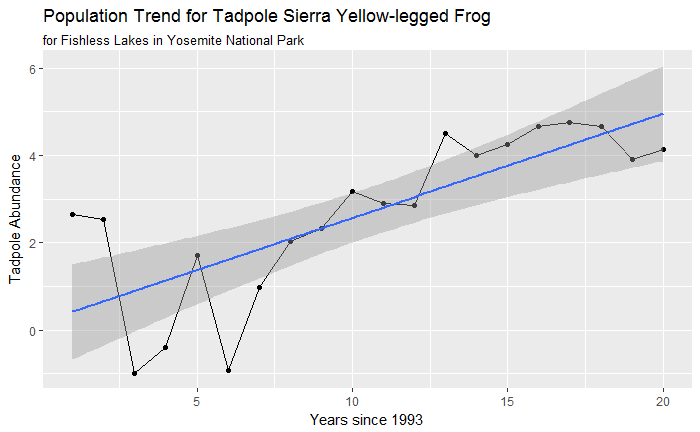 Population Trend for Tadpole Sierra Yellow-legged Frog
for Fishless Lakes in Yosemite National Park
6
4
2
0
Tadpole Abundance
5 10 15 20
Years since 1993